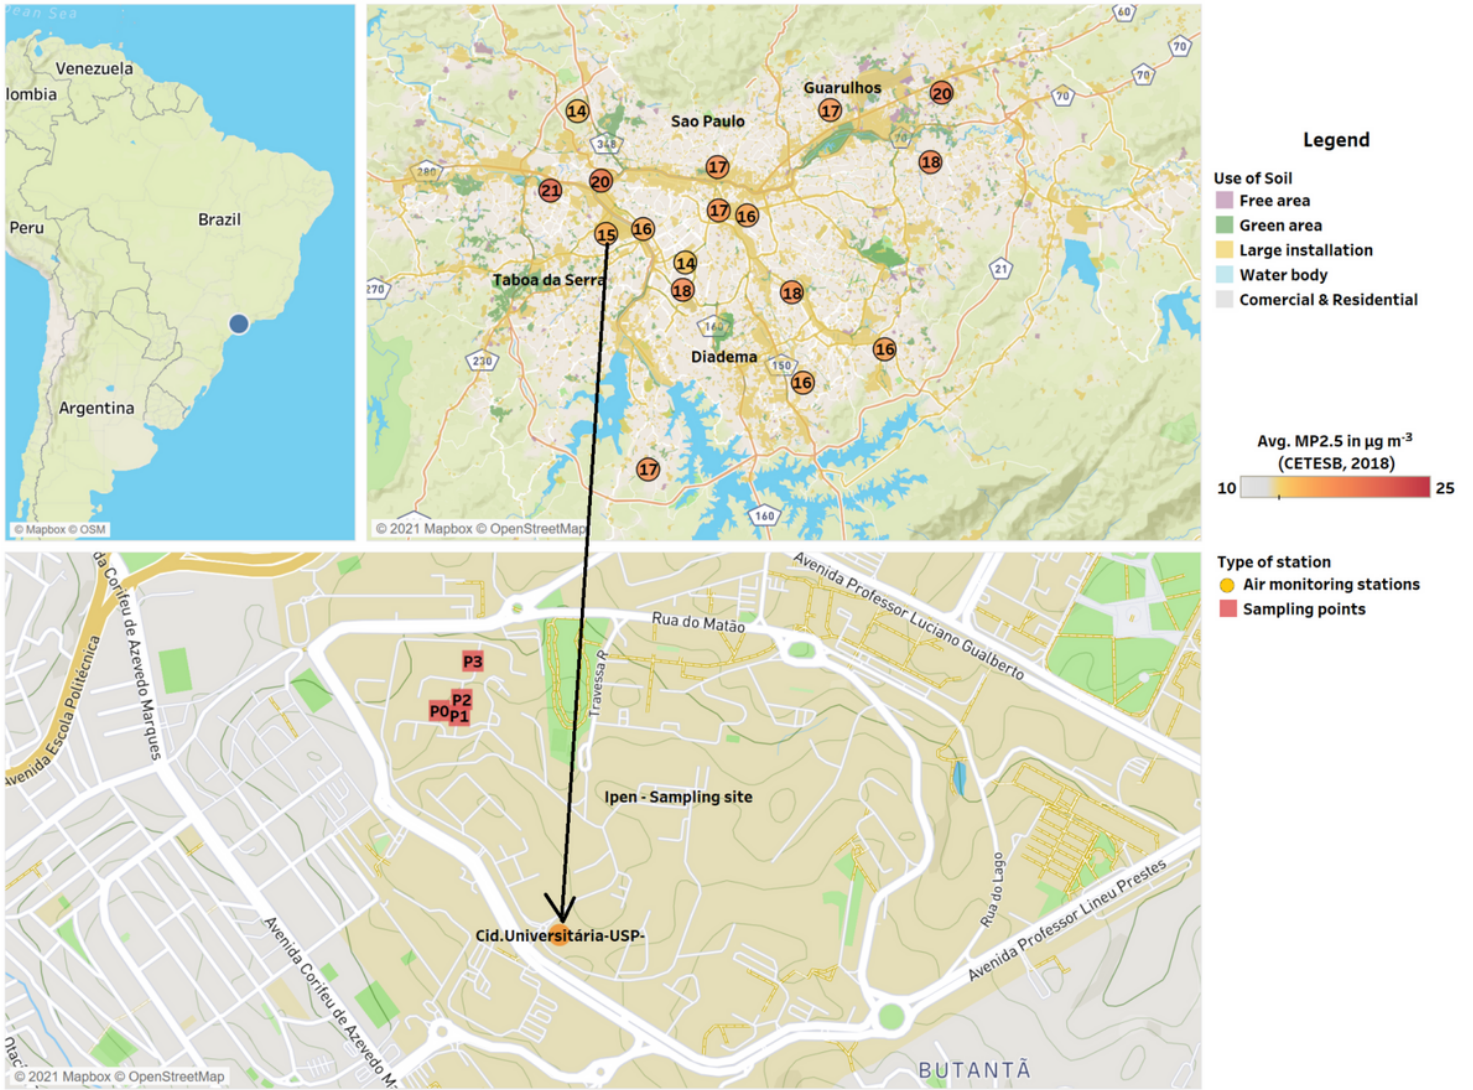 ean Sea
Venezuela
lombia
Brazil
Peru
Argentina
© Mapbox © OSM
60
70
70
70
Guarulhos
20
17
14
Sao Paulo
348
70
18
17
280
20
21
17
16
16
15
14
21
Taboa da Serra
270
18
18
160
Diadema
150
16
230
16
17
160
© 2021 Mapbox © OpenStreetMap
Legend
Use of Soil
Free area
Green area
Large installation
Water body
Comercial & Residential
Avg. MP2.5 in µg m-3
(CETESB, 2018)
10
25
Type of station
Air monitoring stations
Sampling points
da Corifeu de Azevedo Marques
Avenida Escola Politécnica
Avenida Professor Luciano Gualberto
Rua do Matão
Travessa R
P3
P2
P0
P1
Ipen - Sampling site
Cid.Universitária-USP-
Rua do Lago
Avenida Professor Lineu Prestes
Avenida Corifeu de Azevedo M-
Otací
BUTANTÃ
© 2021 Mapbox © OpenStreetMap